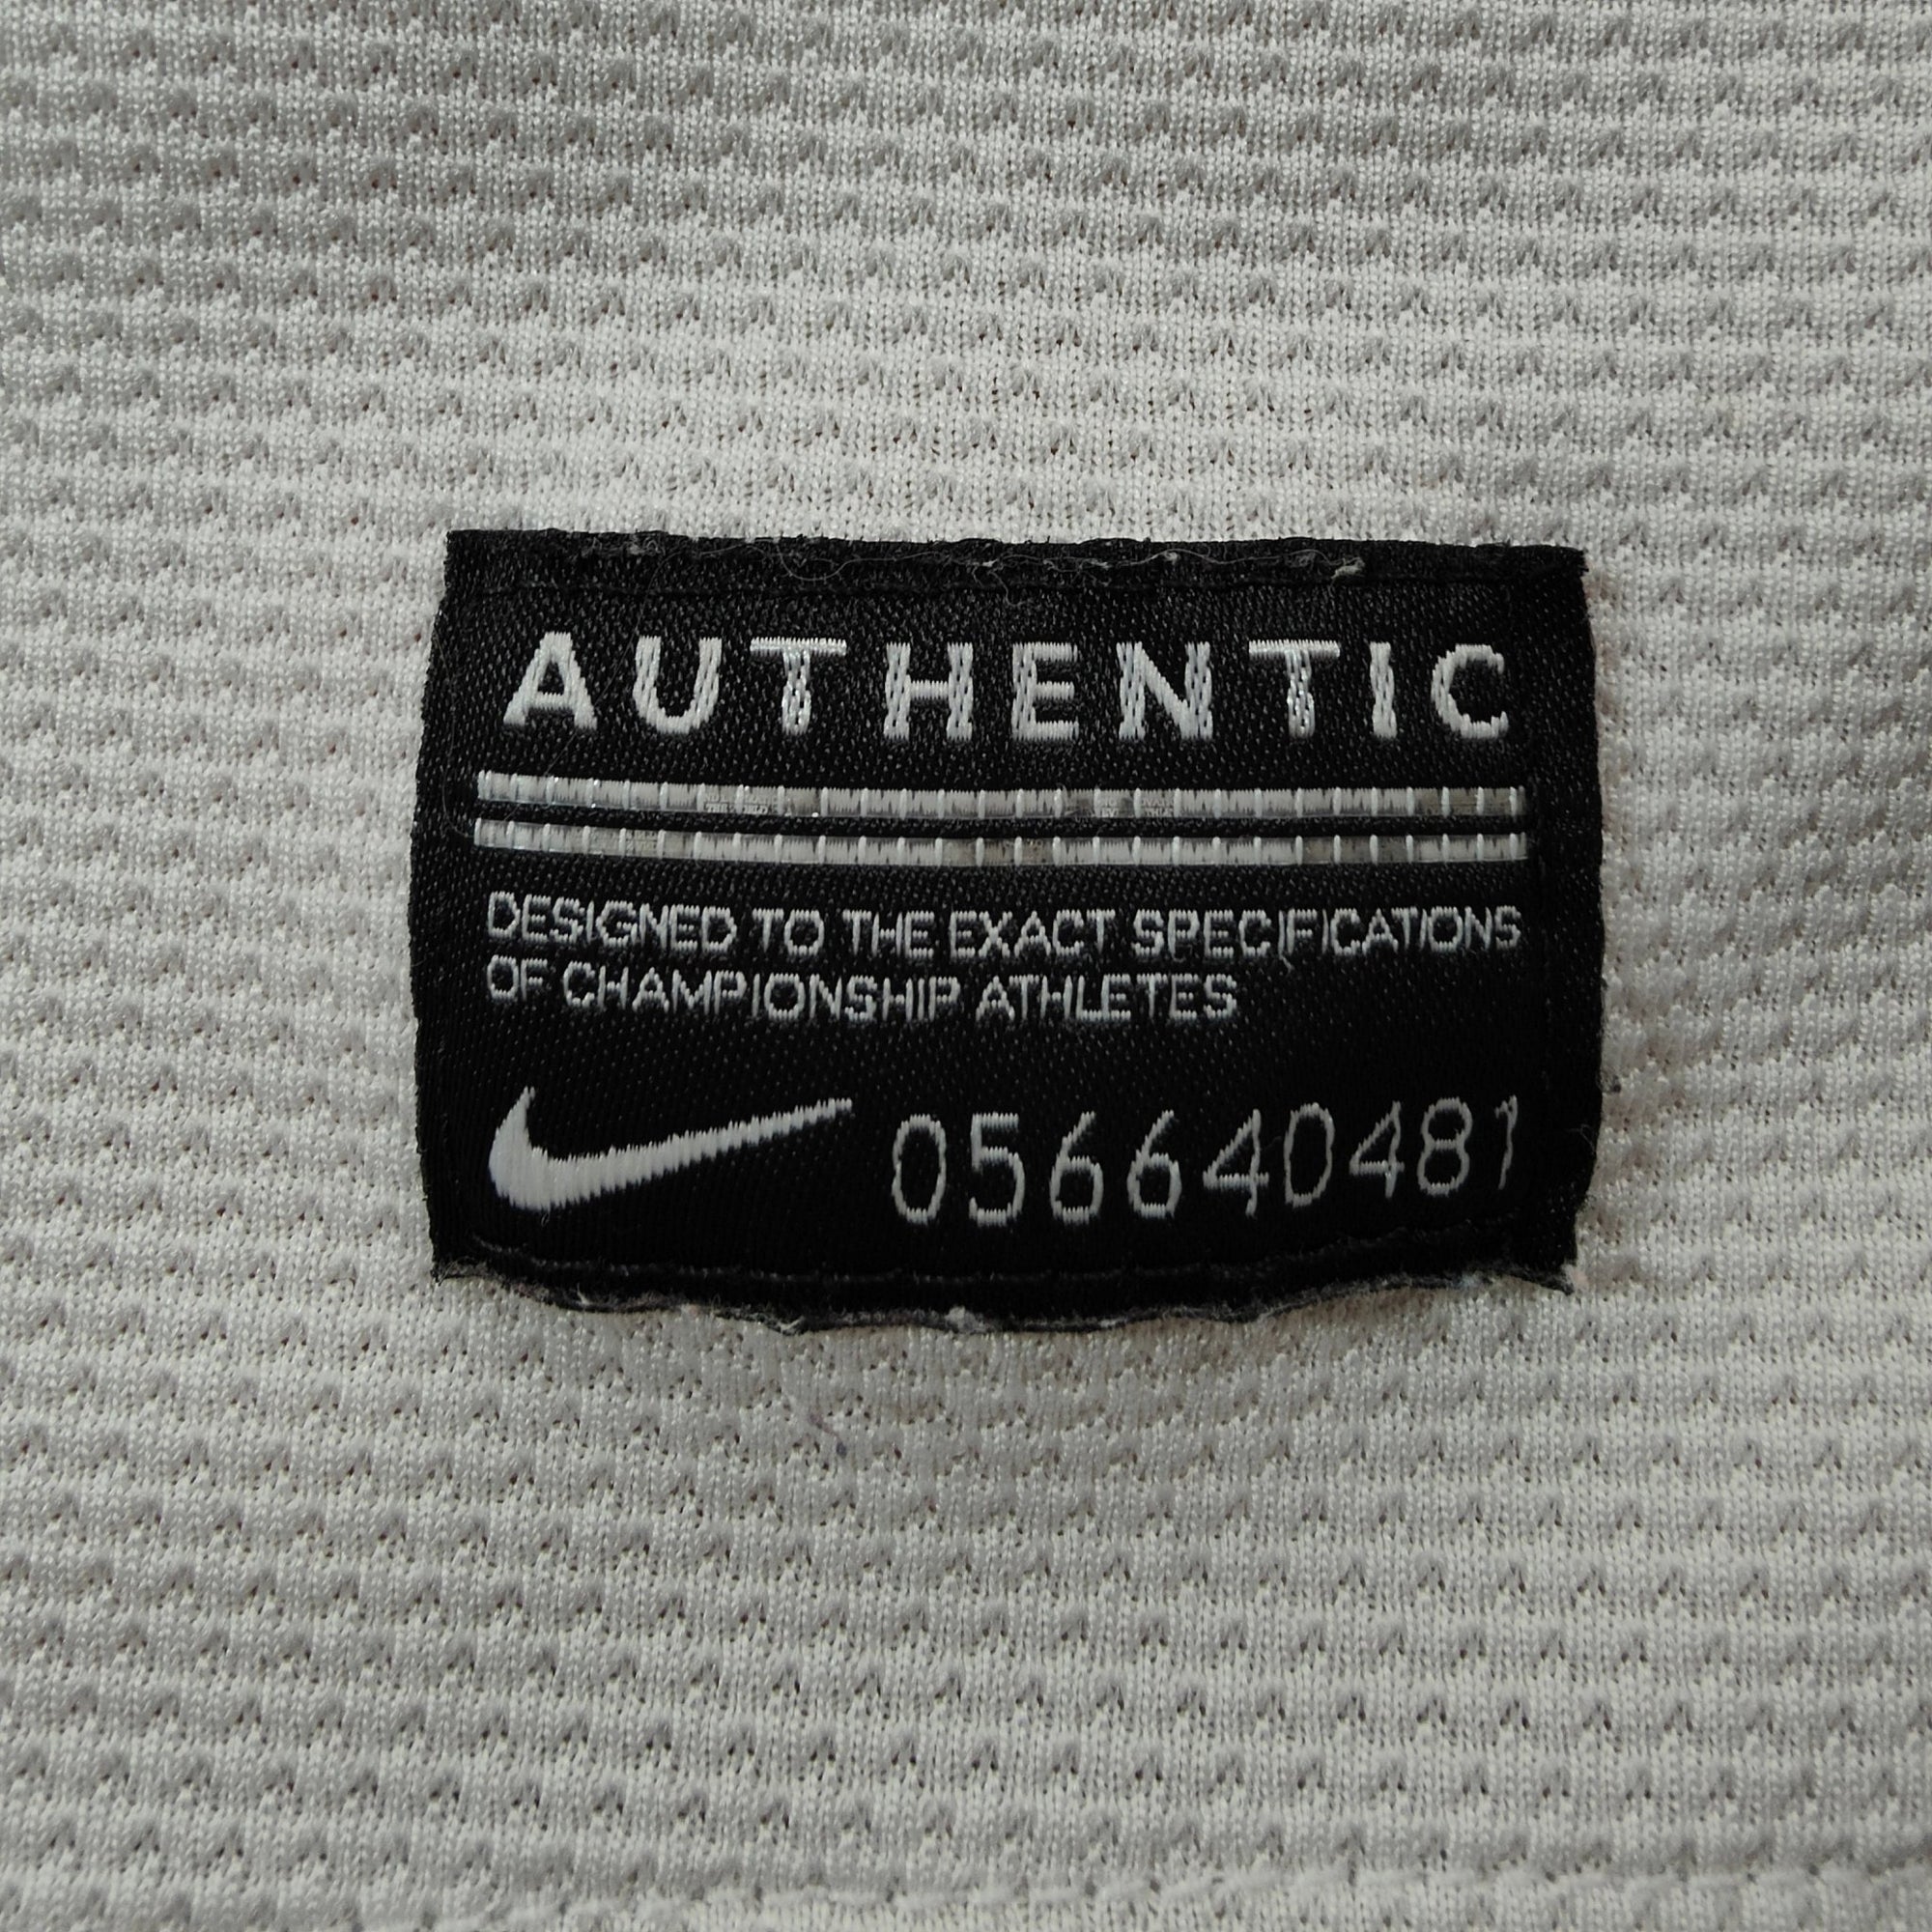 AUTHENTIC
DESIGNED TO THE EXACT SPECIFICATIONS
OF CHAMPIONSHIP ATHLETES
056640481